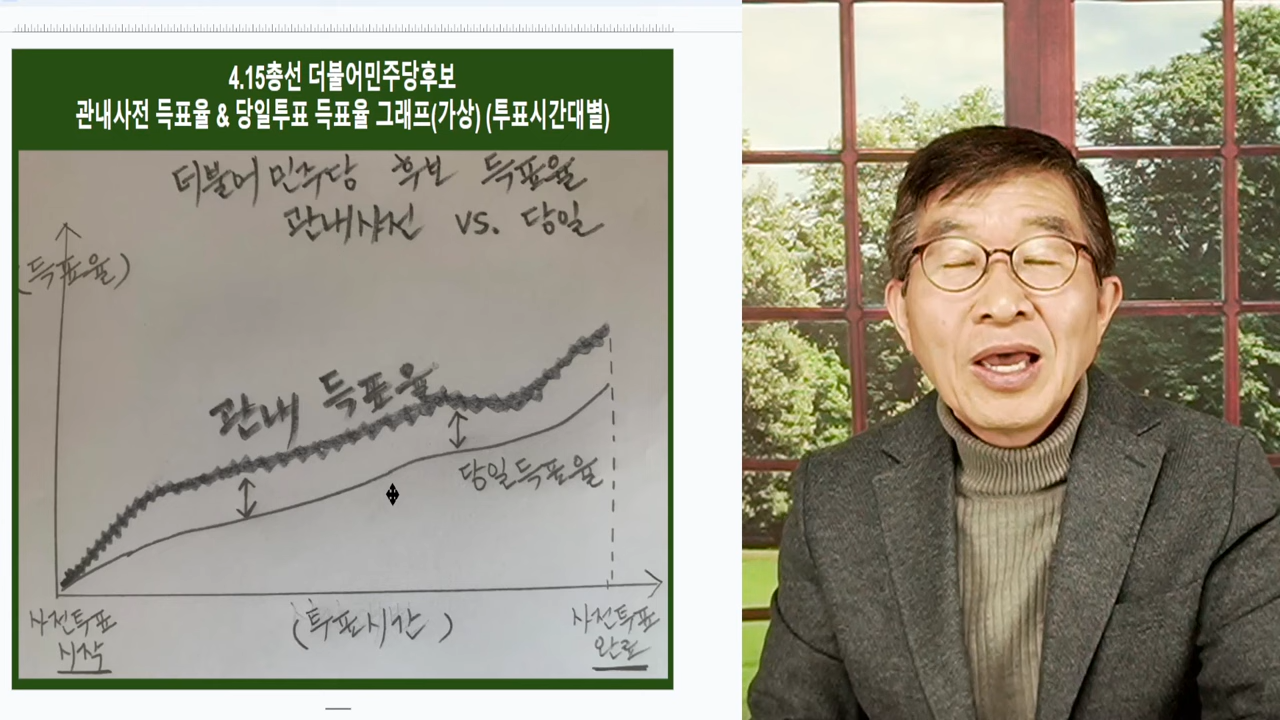 4.15총선 더불어민주당후보
관내사전 득표율 & 당일투표 득표율 그래프(가상) (투표시간대별)
더불어민주당 후보 득표율
관내사선 vs. 당일
(득표율)
관내 득표율
당일득표율
사전투표
시작
(투표시간)
사전투표
완료